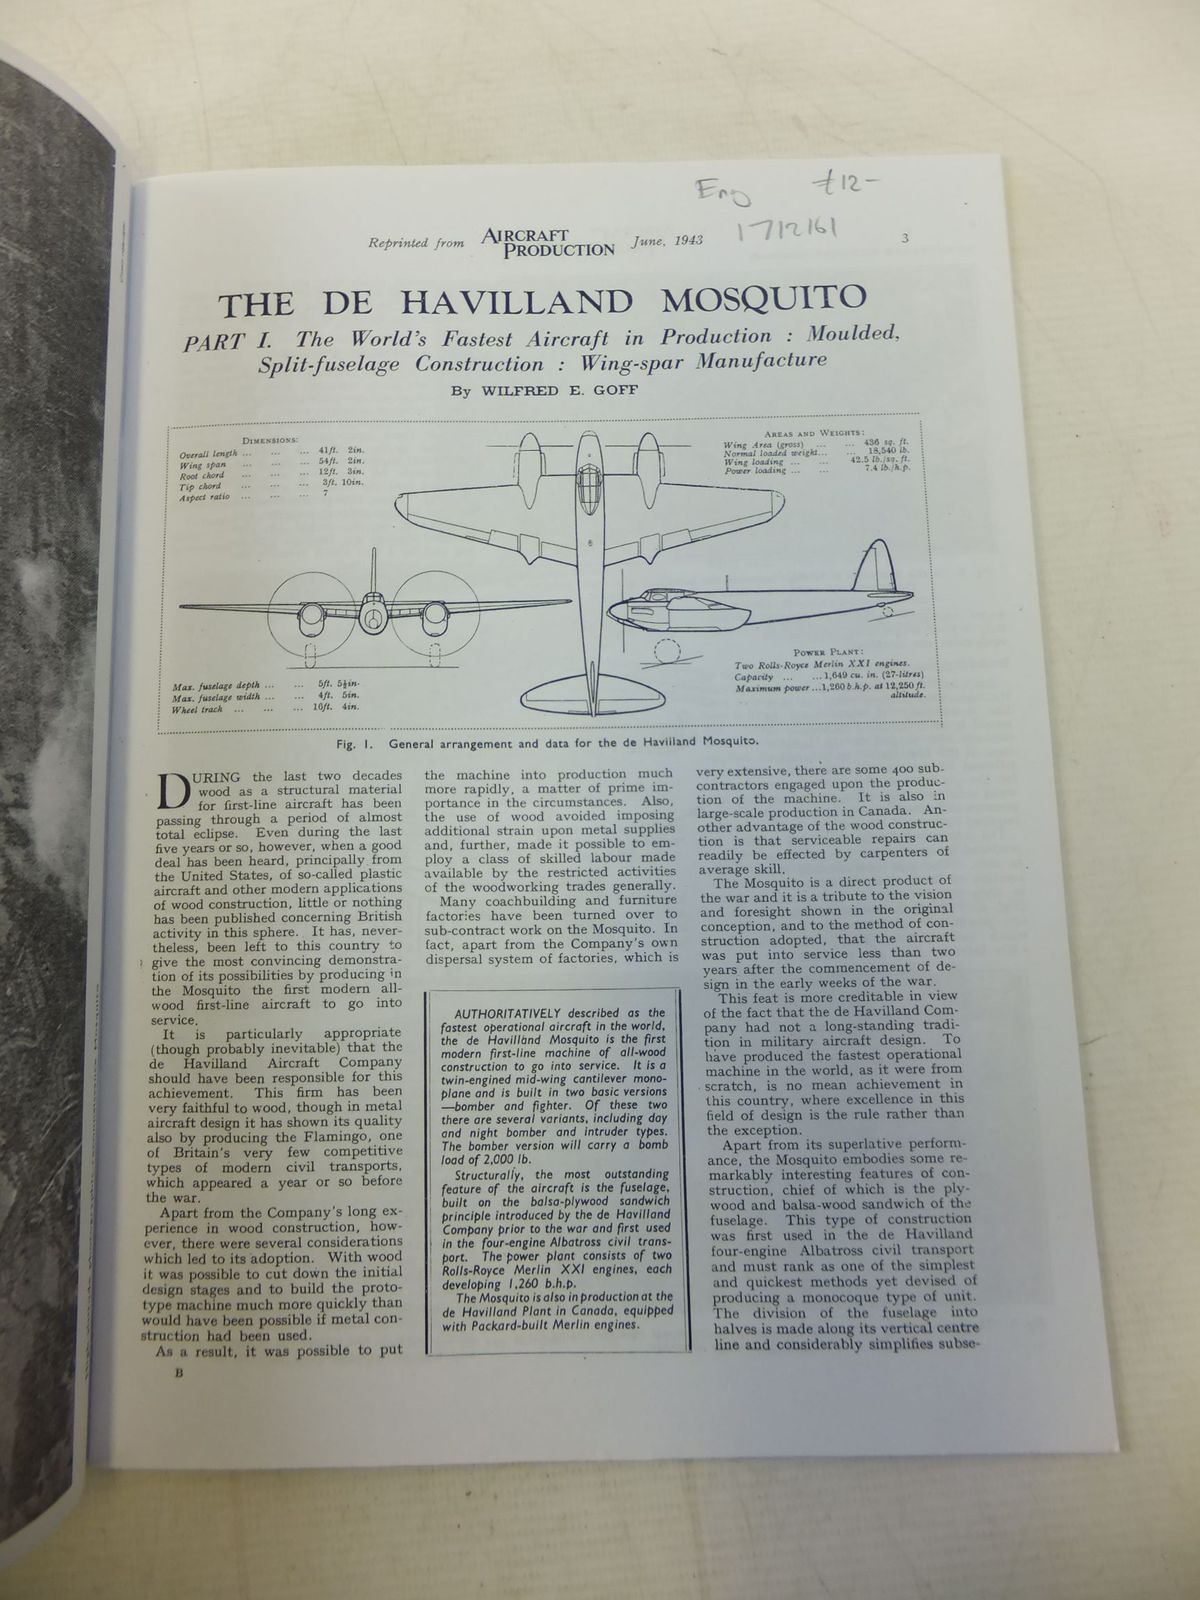 Eng £12-
1712161
Reprinted from AIRCRAFT PRODUCTION June, 1943
3
THE DE HAVILLAND MOSQUITO
PART I. The World's Fastest Aircraft in Production : Moulded,
Split-fuselage Construction : Wing-spar Manufacture
By WILFRED E. GOFF
DIMENSIONS:
Overall length ... ... ... 41ft. 2in.
Wing span ... ... ... 54ft. 2in.
Root chord ... ... ... 12ft. 3in.
Tip chord ... ... ... 3ft. 10in.
Aspect ratio ... ... ... 7
AREAS AND WEIGHTS:
Wing Area (gross) ... ... 436 sq. ft.
Normal loaded weight... ... 18,540 lb.
Wing loading ... ... 42.5 lb./sq. ft.
Power loading ... ... 7.4 lb./h.p.
Max. fuselage depth ... ... 5ft. 5½in.
Max. fuselage width ... ... 4ft. 5in.
Wheel track ... ... ... 16ft. 4in.
POWER PLANT:
Two Rolls-Royce Merlin XXI engines.
Capacity ... ... 1,649 cu. in. (27-litres)
Maximum power ... 1,260 b.h.p. at 12,250 ft.
altitude.
Fig. 1. General arrangement and data for the de Havilland Mosquito.
DURING the last two decades
wood as a structural material
for first-line aircraft has been
passing through a period of almost
total eclipse. Even during the last
five years or so, however, when a good
deal has been heard, principally from
the United States, of so-called plastic
aircraft and other modern applications
of wood construction, little or nothing
has been published concerning British
activity in this sphere. It has, never-
theless, been left to this country to
give the most convincing demonstra-
tion of its possibilities by producing in
the Mosquito the first modern all-
wood first-line aircraft to go into
service.
It is particularly appropriate
(though probably inevitable) that the
de Havilland Aircraft Company
should have been responsible for this
achievement. This firm has been
very faithful to wood, though in metal
aircraft design it has shown its quality
also by producing the Flamingo, one
of Britain's very few competitive
types of modern civil transports,
which appeared a year or so before
the war.
Apart from the Company's long ex-
perience in wood construction, how-
ever, there were several considerations
which led to its adoption. With wood
it was possible to cut down the initial
design stages and to build the proto-
type machine much more quickly than
would have been possible if metal con-
struction had been used.
As a result, it was possible to put
B
the machine into production much
more rapidly, a matter of prime im-
portance in the circumstances. Also,
the use of wood avoided imposing
additional strain upon metal supplies
and, further, made it possible to em-
ploy a class of skilled labour made
available by the restricted activities
of the woodworking trades generally.
Many coachbuilding and furniture
factories have been turned over to
sub-contract work on the Mosquito. In
fact, apart from the Company's own
dispersal system of factories, which is
AUTHORITATIVELY described as the
fastest operational aircraft in the world,
the de Havilland Mosquito is the first
modern first-line machine of all-wood
construction to go into service. It is a
twin-engined mid-wing cantilever mono-
plane and is built in two basic versions
—bomber and fighter. Of these two
there are several variants, including day
and night bomber and intruder types.
The bomber version will carry a bomb
load of 2,000 lb.
Structurally, the most outstanding
feature of the aircraft is the fuselage,
built on the balsa-plywood sandwich
principle introduced by the de Havilland
Company prior to the war and first used
in the four-engine Albatross civil trans-
port. The power plant consists of two
Rolls-Royce Merlin XXI engines, each
developing 1,260 b.h.p.
The Mosquito is also in production at the
de Havilland Plant in Canada, equipped
with Packard-built Merlin engines.
very extensive, there are some 400 sub-
contractors engaged upon the produc-
tion of the machine. It is also in
large-scale production in Canada. An-
other advantage of the wood construc-
tion is that serviceable repairs can
readily be effected by carpenters of
average skill.
The Mosquito is a direct product of
the war and it is a tribute to the vision
and foresight shown in the original
conception, and to the method of con-
struction adopted, that the aircraft
was put into service less than two
years after the commencement of de-
sign in the early weeks of the war.
This feat is more creditable in view
of the fact that the de Havilland Com-
pany had not a long-standing tradi-
tion in military aircraft design. To
have produced the fastest operational
machine in the world, as it were from
scratch, is no mean achievement in
this country, where excellence in this
field of design is the rule rather than
the exception.
Apart from its superlative perform-
ance, the Mosquito embodies some re-
markably interesting features of con-
struction, chief of which is the ply-
wood and balsa-wood sandwich of the
fuselage. This type of construction
was first used in the de Havilland
four-engine Albatross civil transport
and must rank as one of the simplest
and quickest methods yet devised of
producing a monocoque type of unit.
The division of the fuselage into
halves is made along its vertical centre
line and considerably simplifies subse-